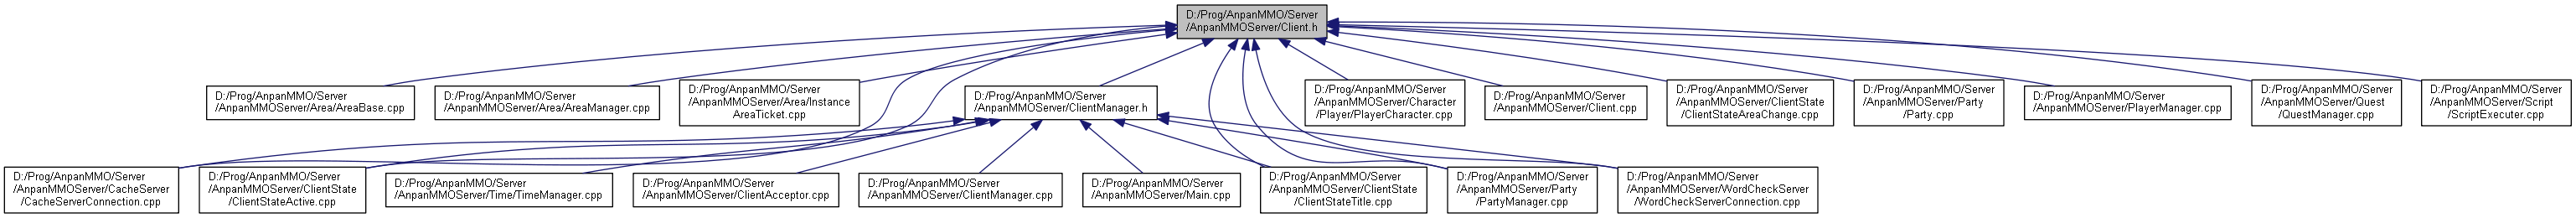 D:/Prog/AnpanMMO/Server
/AnpanMMOServer/Client.h
D:/Prog/AnpanMMO/Server
/AnpanMMOServer/Area/AreaBase.cpp
D:/Prog/AnpanMMO/Server
/AnpanMMOServer/Area/AreaManager.cpp
D:/Prog/AnpanMMO/Server
/AnpanMMOServer/Area/Instance
AreaTicket.cpp
D:/Prog/AnpanMMO/Server
/AnpanMMOServer/ClientManager.h
D:/Prog/AnpanMMO/Server
/AnpanMMOServer/Character
/Player/PlayerCharacter.cpp
D:/Prog/AnpanMMO/Server
/AnpanMMOServer/Client.cpp
D:/Prog/AnpanMMO/Server
/AnpanMMOServer/ClientState
/ClientStateAreaChange.cpp
D:/Prog/AnpanMMO/Server
/AnpanMMOServer/Party
/Party.cpp
D:/Prog/AnpanMMO/Server
/AnpanMMOServer/PlayerManager.cpp
D:/Prog/AnpanMMO/Server
/AnpanMMOServer/Quest
/QuestManager.cpp
D:/Prog/AnpanMMO/Server
/AnpanMMOServer/Script
/ScriptExecuter.cpp
D:/Prog/AnpanMMO/Server
/AnpanMMOServer/CacheServer
/CacheServerConnection.cpp
D:/Prog/AnpanMMO/Server
/AnpanMMOServer/ClientState
/ClientStateActive.cpp
D:/Prog/AnpanMMO/Server
/AnpanMMOServer/Time/TimeManager.cpp
D:/Prog/AnpanMMO/Server
/AnpanMMOServer/ClientAcceptor.cpp
D:/Prog/AnpanMMO/Server
/AnpanMMOServer/ClientManager.cpp
D:/Prog/AnpanMMO/Server
/AnpanMMOServer/Main.cpp
D:/Prog/AnpanMMO/Server
/AnpanMMOServer/ClientState
/ClientStateTitle.cpp
D:/Prog/AnpanMMO/Server
/AnpanMMOServer/Party
/PartyManager.cpp
D:/Prog/AnpanMMO/Server
/AnpanMMOServer/WordCheckServer
/WordCheckServerConnection.cpp